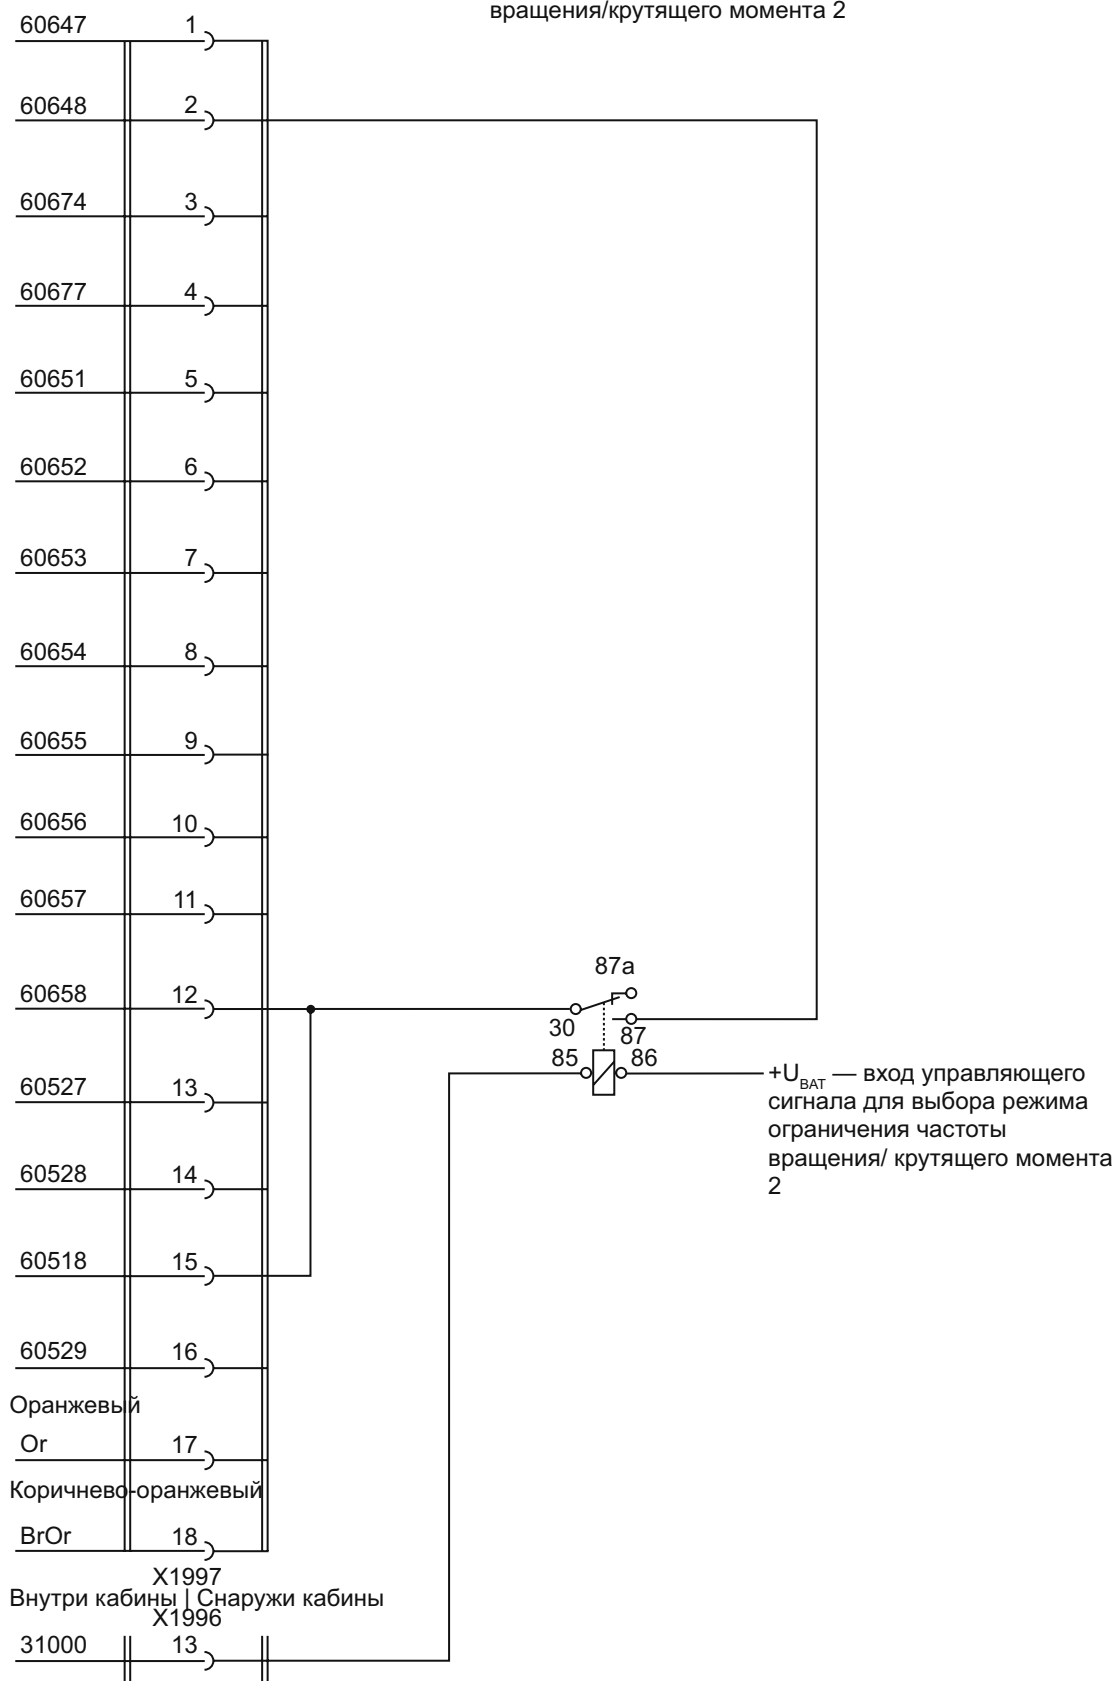 вращения/крутящего момента 2
60647 1
60648 2
60674 3
60677 4
60651 5
60652 6
60653 7
60654 8
60655 9
60656 10
60657 11
87a
60658 12
30
87
85
86
+U BAT — вход управляющего
сигнала для выбора режима
ограничения частоты
вращения/ крутящего момента
2
60527 13
60528 14
60518 15
60529 16
Оранжевый
Or 17
Коричнево-оранжевый
BrOr 18
X1997
Внутри кабины | Снаружи кабины
X1996
31000 13